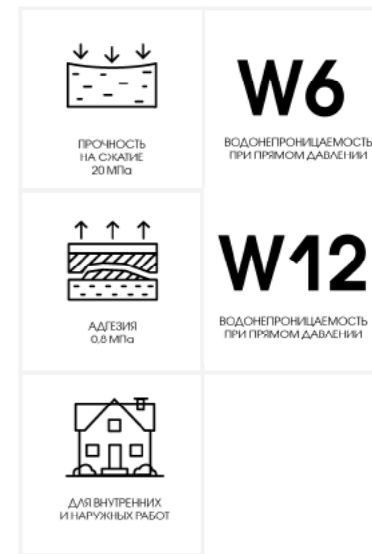 ПРОЧНОСТЬ
НА СЖАТИЕ
20 МПа
W6
ВОДОНЕПРОНИЦАЕМОСТЬ
ПРИ ПРЯМОМ ДАВЛЕНИИ
АДГЕЗИЯ
0,8 МПа
W12
ВОДОНЕПРОНИЦАЕМОСТЬ
ПРИ ПРЯМОМ ДАВЛЕНИИ
ДЛЯ ВНУТРЕННИХ
И НАРУЖНЫХ РАБОТ